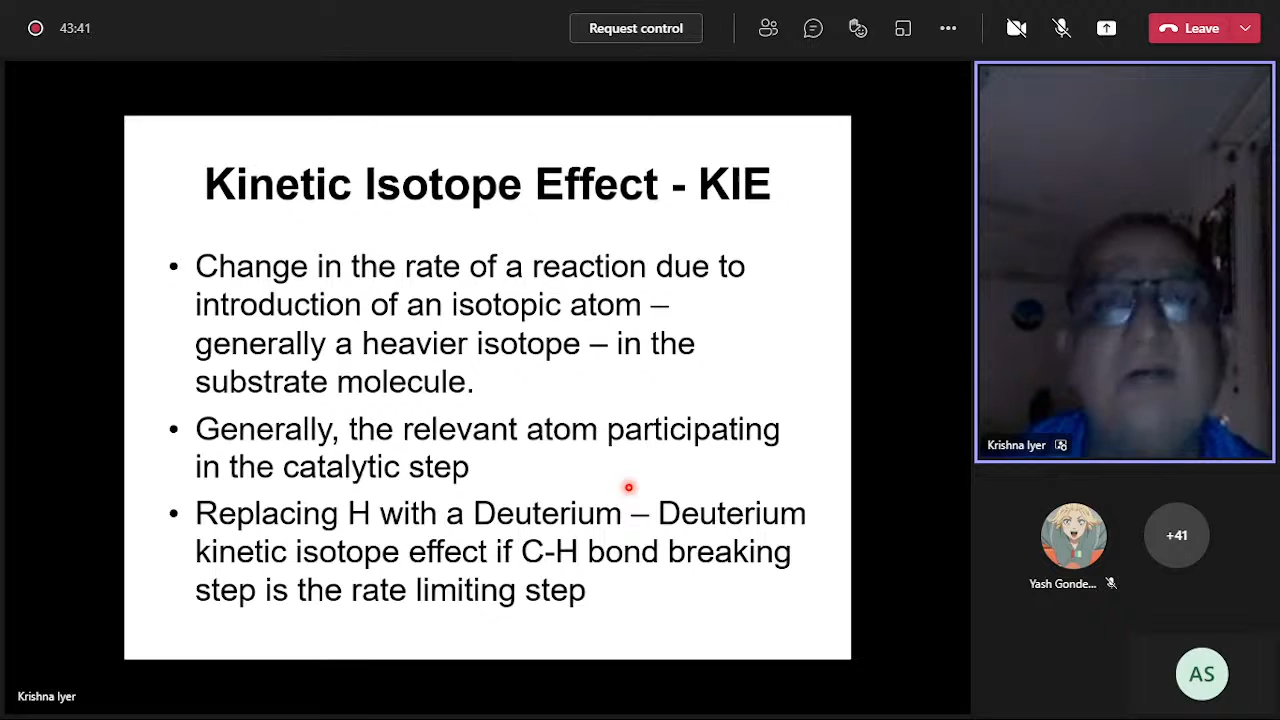 43:41
Request control
Leave
Kinetic Isotope Effect - KIE
• Change in the rate of a reaction due to
introduction of an isotopic atom –
generally a heavier isotope – in the
substrate molecule.
• Generally, the relevant atom participating
in the catalytic step
• Replacing H with a Deuterium – Deuterium
kinetic isotope effect if C-H bond breaking
step is the rate limiting step
Krishna Iyer
Yash Gonde...
+41
AS
Krishna Iyer